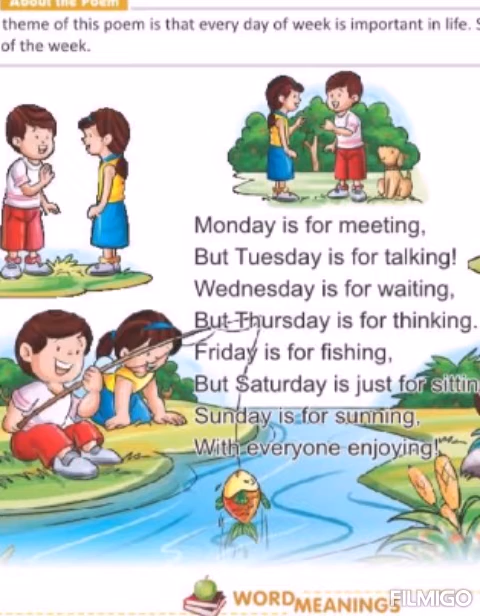 About the Poem
theme of this poem is that every day of week is important in life. S
of the week.
Monday is for meeting,
But Tuesday is for talking!
Wednesday is for waiting,
But Thursday is for thinking.
Friday is for fishing,
But Saturday is just for sittin
Sunday is for sunning,
With everyone enjoying!
WORD MEANINGS
FILMIGO